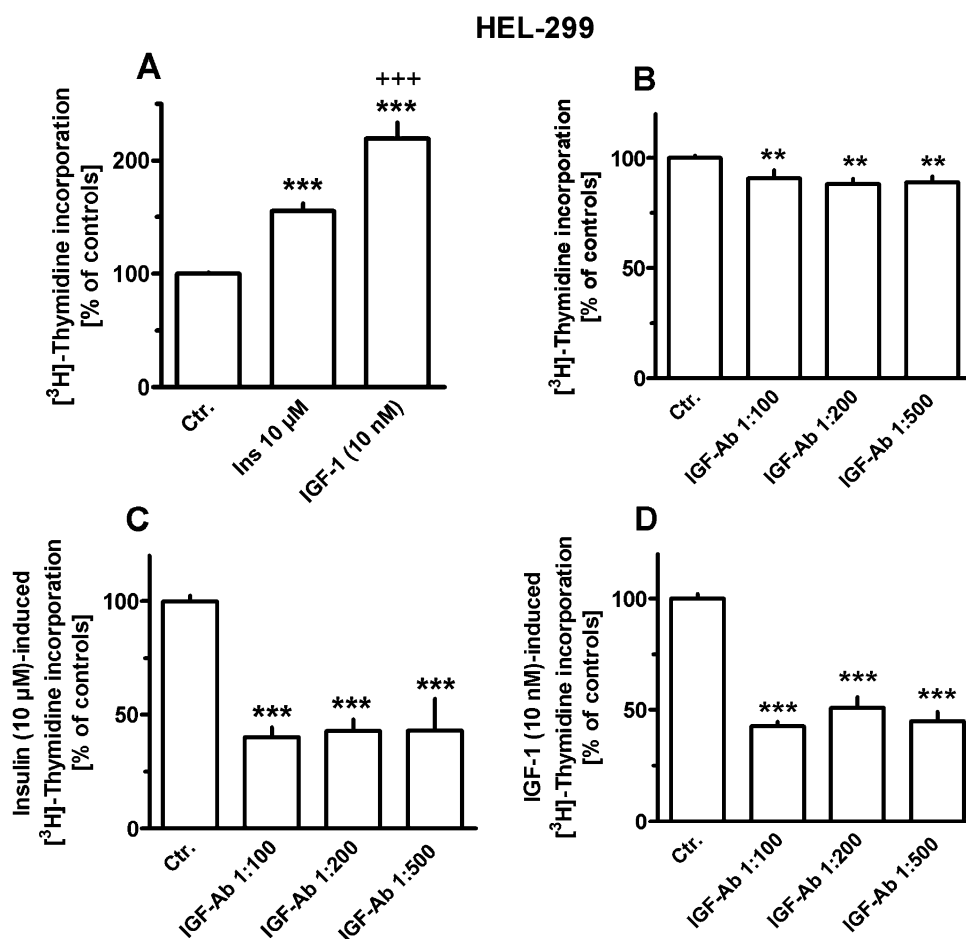 HEL-299
A
[³H]-Thymidine incorporation
[% of controls]
+++
***
***
200
100
0
Ctr.
Ins 10 µM
IGF-1 (10 nM)
B
[³H]-Thymidine incorporation
[% of controls]
** ** **
100
50
0
Ctr.
IGF-Ab 1:100
IGF-Ab 1:200
IGF-Ab 1:500
C
Insulin (10 µM)-induced
[³H]-Thymidine incorporation
[% of controls]
100
50
0
*** *** ***
Ctr.
IGF-Ab 1:100
IGF-Ab 1:200
IGF-Ab 1:500
D
IGF-1 (10 nM)-induced
[³H]-Thymidine incorporation
[% of controls]
100
50
0
*** *** ***
Ctr.
IGF-Ab 1:100
IGF-Ab 1:200
IGF-Ab 1:500